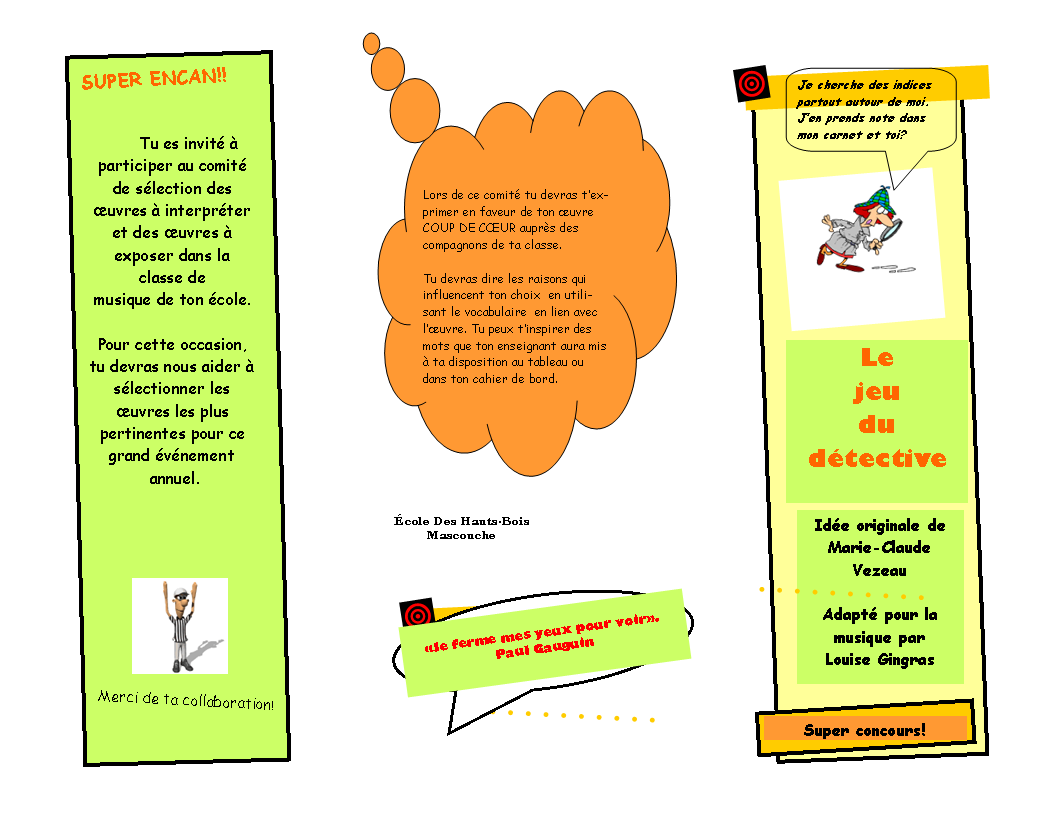 SUPER ENCAN!!
Tu es invité à
participer au comité
de sélection des
œuvres à interpréter
et des œuvres à
exposer dans la
classe de
musique de ton école.
Pour cette occasion,
tu devras nous aider à
sélectionner les
œuvres les plus
pertinentes pour ce
grand événement
annuel.
Merci de ta collaboration!
Lors de ce comité tu devras t’ex-
primer en faveur de ton œuvre
COUP DE CŒUR auprès des
compagnons de ta classe.
Tu devras dire les raisons qui
influencent ton choix en utili-
sant le vocabulaire en lien avec
l’œuvre. Tu peux t’inspirer des
mots que ton enseignant aura mis
à ta disposition au tableau ou
dans ton cahier de bord.
École Des Hauts-Bois
Mascouche
«Je ferme mes yeux pour voir».
Paul Gauguin
Je cherche des indices
partout autour de moi.
J’en prends note dans
mon carnet et toi?
Le
jeu
du
détective
Idée originale de
Marie-Claude
Vezeau
Adapté pour la
musique par
Louise Gingras
Super concours!